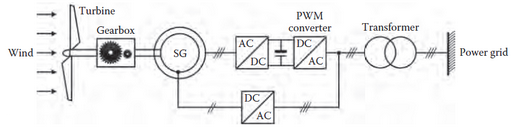 Turbine
Gearbox
Wind
SG
AC
DC
PWM
converter
DC
AC
Transformer
Power grid
DC
AC